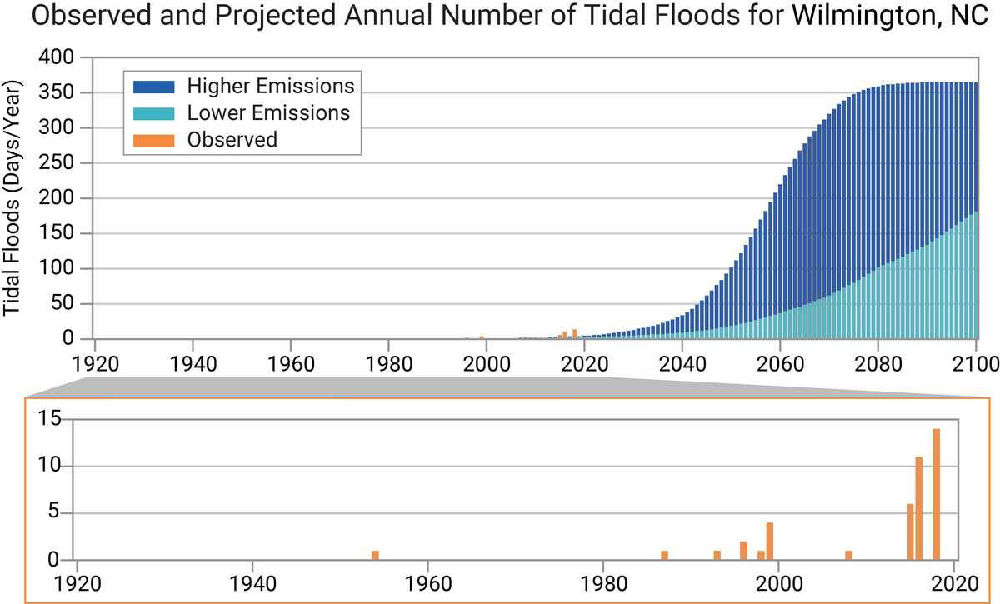 Observed and Projected Annual Number of Tidal Floods for Wilmington, NC
Tidal Floods (Days/Year)
400
350
300
250
200
150
100
50
0
Higher Emissions
Lower Emissions
Observed
1920 1940 1960 1980 2000 2020 2040 2060 2080 2100
15
10
5
0
1920 1940 1960 1980 2000 2020